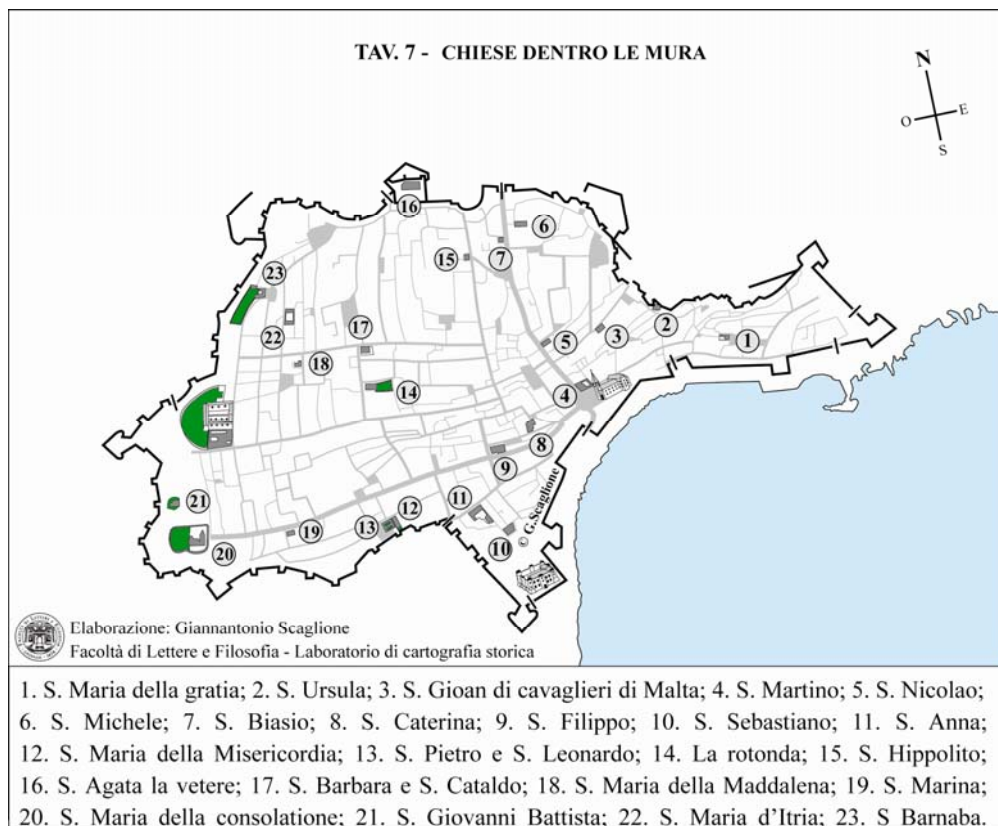 TAV. 7 - CHIESE DENTRO LE MURA
N
O
E
S
16
6
15
7
23
2
17
3
22
5
1
18
14
4
8
9
G.Scaglione
21
11
12
13
19
10
20
Elaborazione: Giannantonio Scaglione
Facoltà di Lettere e Filosofia - Laboratorio di cartografia storica
1. S. Maria della gratia; 2. S. Ursula; 3. S. Gioan di cavaglieri di Malta; 4. S. Martino; 5. S. Nicolao;
6. S. Michele; 7. S. Biasio; 8. S. Caterina; 9. S. Filippo; 10. S. Sebastiano; 11. S. Anna;
12. S. Maria della Misericordia; 13. S. Pietro e S. Leonardo; 14. La rotonda; 15. S. Hippolito;
16. S. Agata la vetere; 17. S. Barbara e S. Cataldo; 18. S. Maria della Maddalena; 19. S. Marina;
20. S. Maria della consolatione; 21. S. Giovanni Battista; 22. S. Maria d'Itria; 23. S Barnaba.